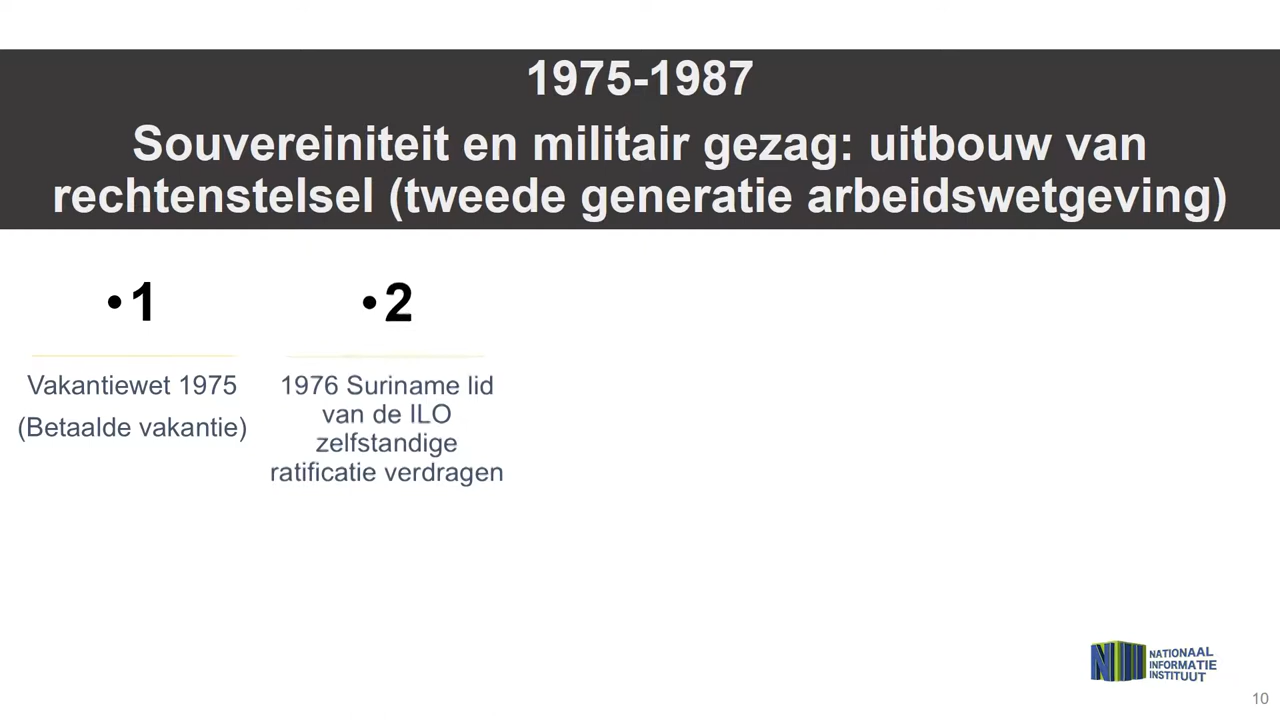 1975-1987
Souvereiniteit en militair gezag: uitbouw van
rechtenstelsel (tweede generatie arbeidswetgeving)
•1
Vakantiewet 1975
(Betaalde vakantie)
•2
1976 Suriname lid
van de ILO
zelfstandige
ratificatie verdragen
NII
NATIONAAL
INFORMATIE
INSTITUUT
10